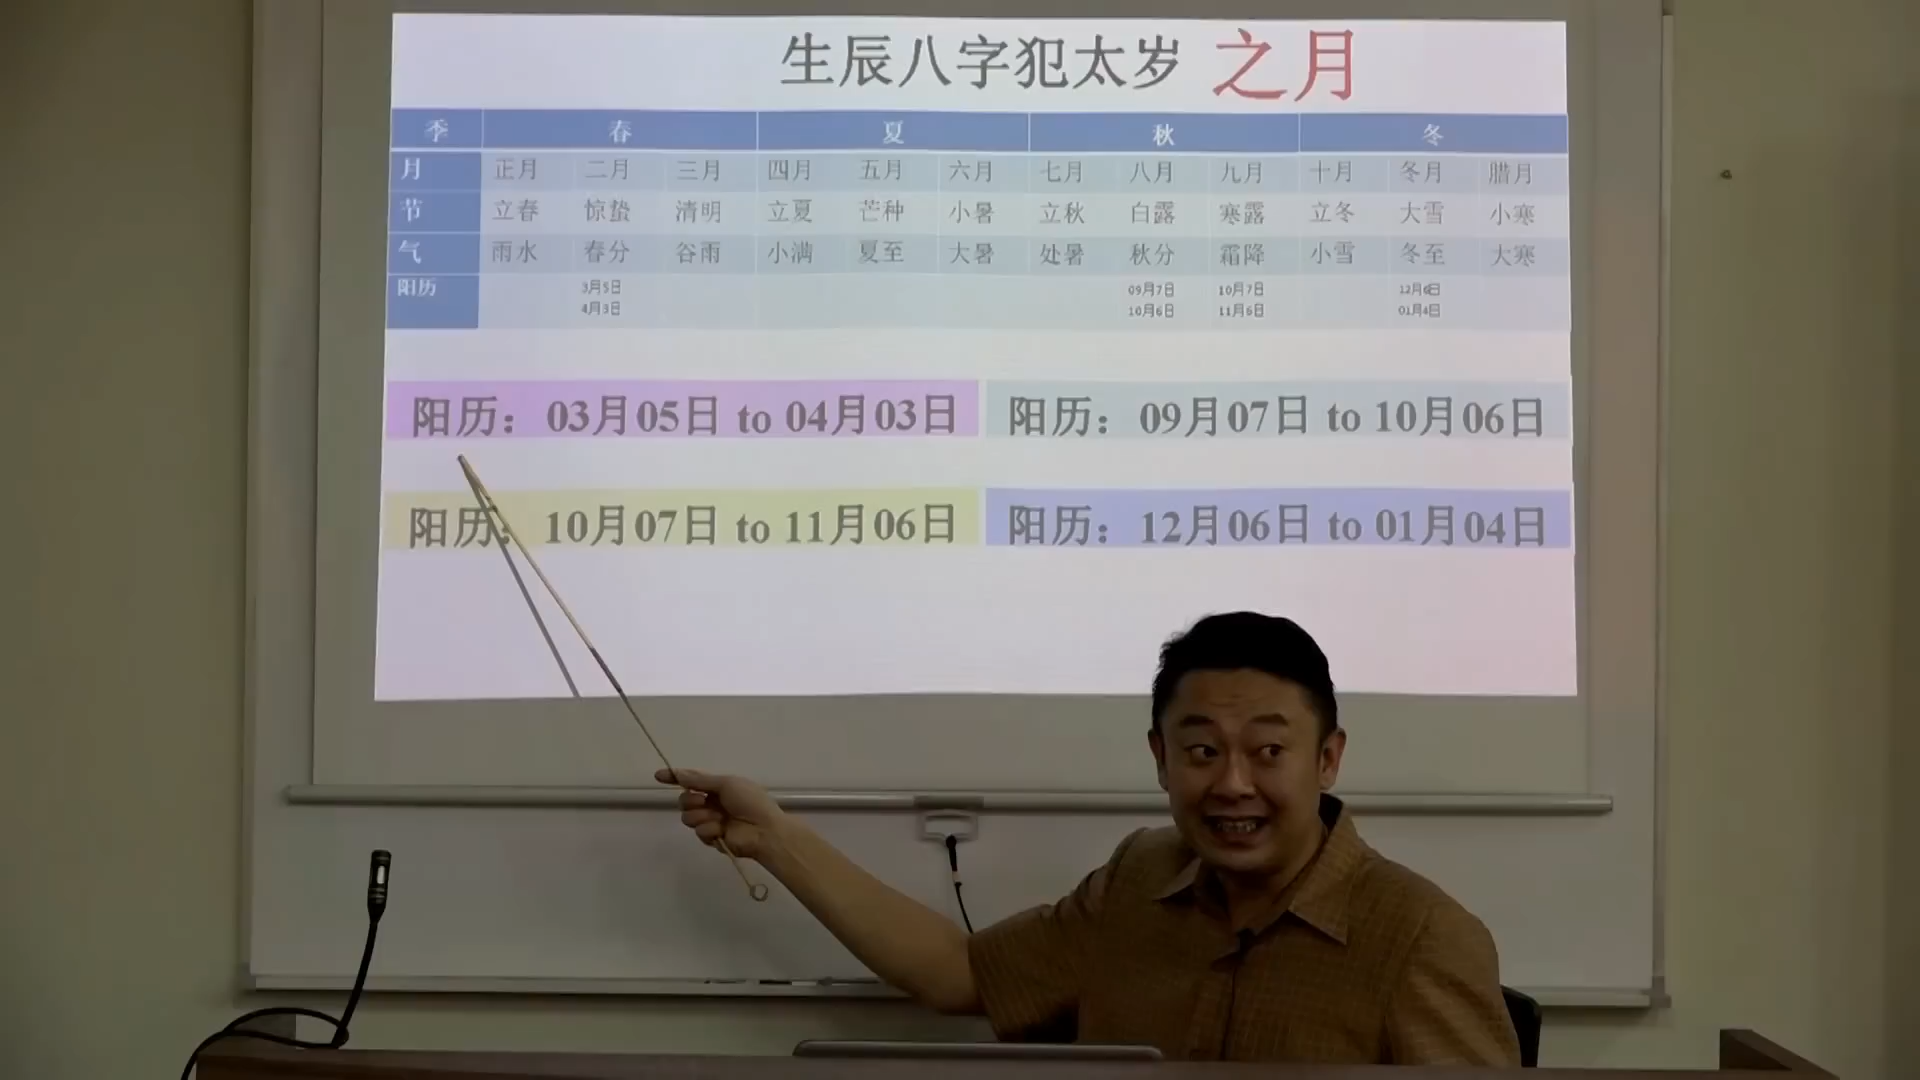 生辰八字犯太岁 之月
季 春 夏 秋 冬
月 正月 二月 三月 四月 五月 六月 七月 八月 九月 十月 冬月 腊月
节 立春 惊蛰 清明 立夏 芒种 小暑 立秋 白露 寒露 立冬 大雪 小寒
气 雨水 春分 谷雨 小满 夏至 大暑 处暑 秋分 霜降 小雪 冬至 大寒
阳历 3月5日 09月7日 10月7日 12月6日
4月3日 10月6日 11月6日 01月4日
阳历：03月05日 to 04月03日 阳历：09月07日 to 10月06日
阳历：10月07日 to 11月06日 阳历：12月06日 to 01月04日